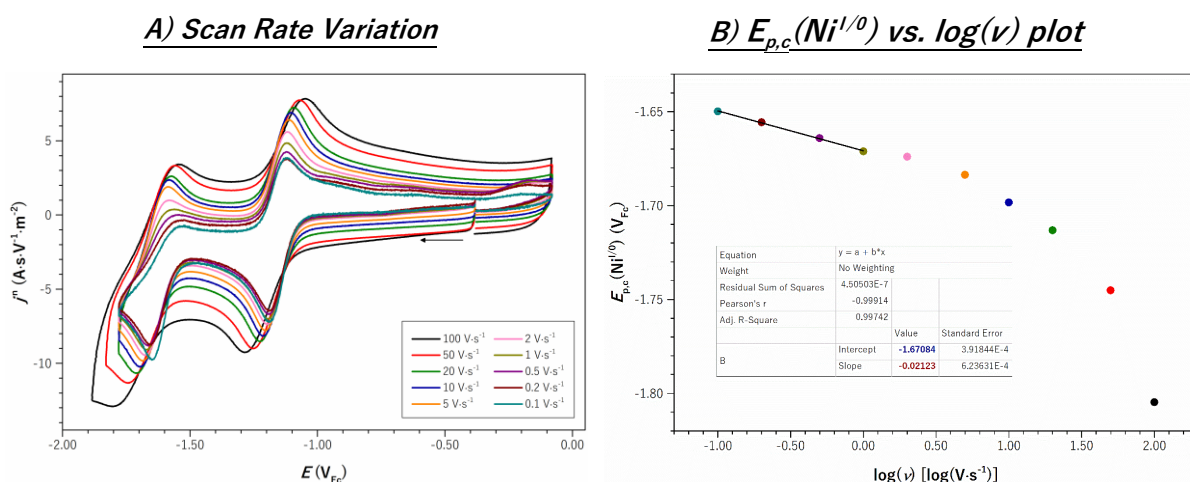 A) Scan Rate Variation
B) Ep,c(NiI/0) vs. log(ν) plot
5
0
-5
-10
-2.00 -1.50 -1.00 -0.50 0.00
jn (A·s·V-1·m-2)
E (VFc)
100 V·s-1 2 V·s-1
50 V·s-1 1 V·s-1
20 V·s-1 0.5 V·s-1
10 V·s-1 0.2 V·s-1
5 V·s-1 0.1 V·s-1
-1.65
-1.70
-1.75
-1.80
-1.00 -0.50 0.00 0.50 1.00 1.50 2.00
Ep,c (NiI/0) (VFc)
log(ν) [log(V·s-1)]
Equation y = a + b*x
Weight No Weighting
Residual Sum of Squares 4.50503E-7
Pearson's r -0.99914
Adj. R-Square 0.99742
Value Standard Error
B Intercept -1.67084 3.91844E-4
Slope -0.02123 6.23631E-4